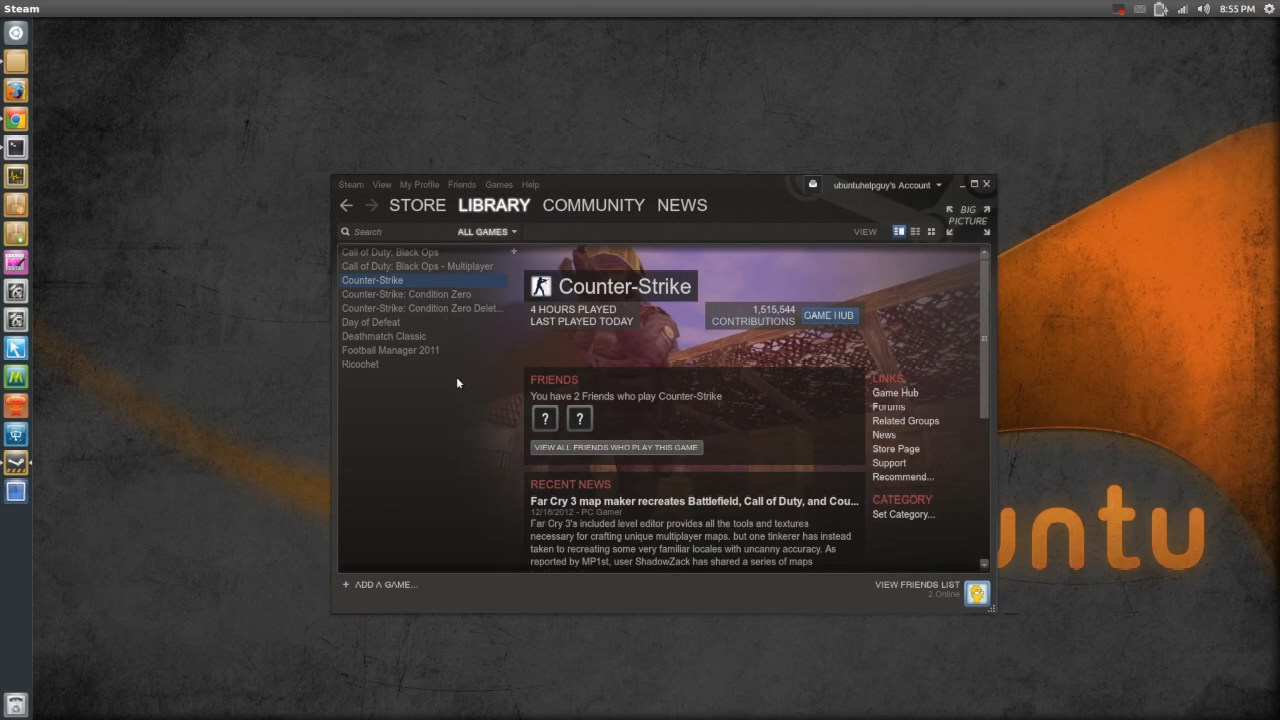 Steam
8:55 PM
Steam View My Profile Friends Games Help
ubuntuhelpguy's Account
STORE LIBRARY COMMUNITY NEWS
BIG
PICTURE
Search
ALL GAMES
VIEW
Call of Duty: Black Ops
Call of Duty: Black Ops - Multiplayer
Counter-Strike
Counter-Strike: Condition Zero
Counter-Strike: Condition Zero Delet...
Day of Defeat
Deathmatch Classic
Football Manager 2011
Ricochet
Counter-Strike
4 HOURS PLAYED
LAST PLAYED TODAY
1,515,544
CONTRIBUTIONS
GAME HUB
FRIENDS
You have 2 Friends who play Counter-Strike
? ?
VIEW ALL FRIENDS WHO PLAY THIS GAME
RECENT NEWS
Far Cry 3 map maker recreates Battlefield, Call of Duty, and Cou...
12/18/2012 - PC Gamer
Far Cry 3's included level editor provides all the tools and textures
necessary for crafting unique multiplayer maps, but one tinkerer has instead
taken to recreating some very familiar locales with uncanny accuracy. As
reported by MP1st, user ShadowZack has shared a series of maps
LINKS
Game Hub
Forums
Related Groups
News
Store Page
Support
Recommend...
CATEGORY
Set Category...
+ ADD A GAME...
VIEW FRIENDS LIST
2 Online
untu